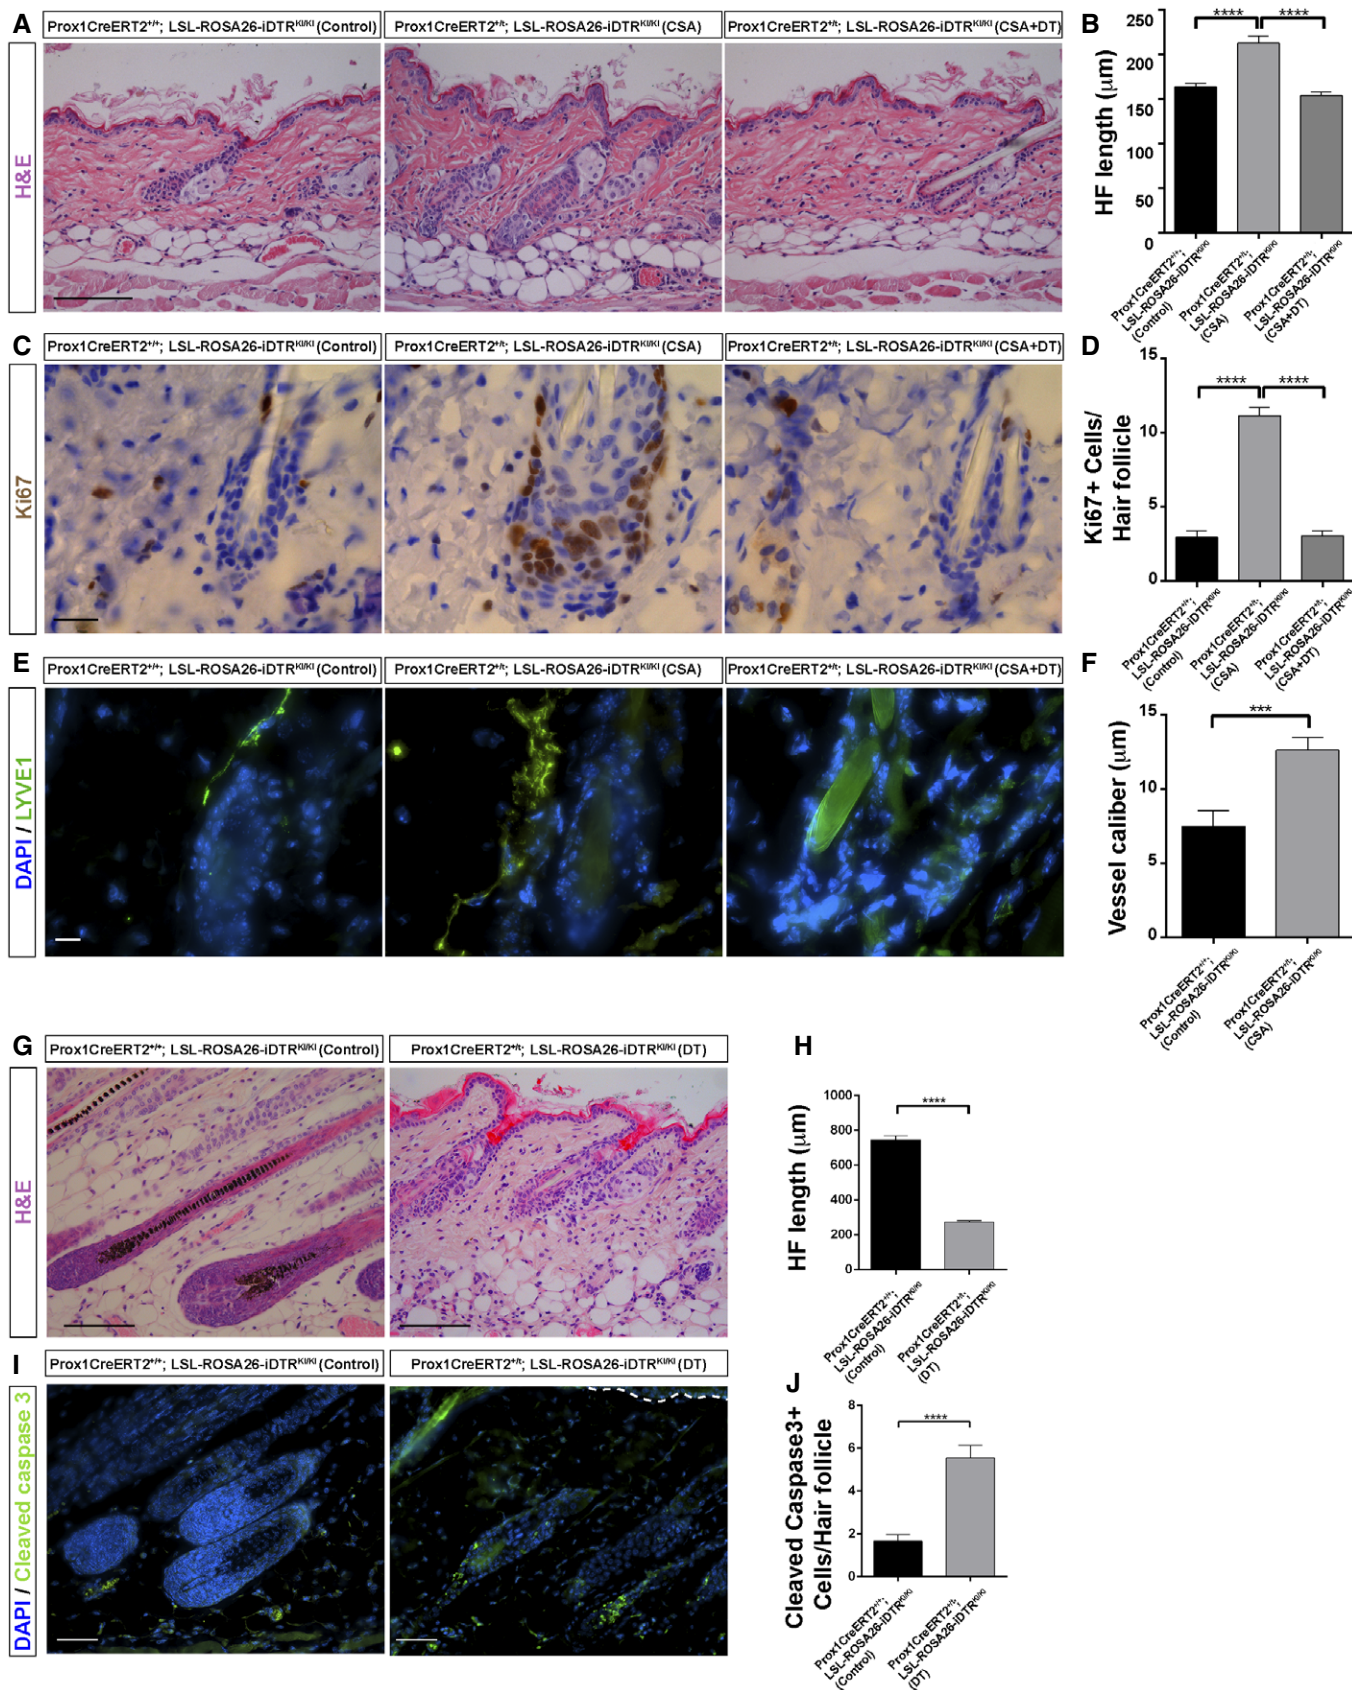 A
Prox1CreERT2+/+; LSL-ROSA26-iDTRKI/KI (Control)
Prox1CreERT2+/t; LSL-ROSA26-iDTRKI/KI (CSA)
Prox1CreERT2+/t; LSL-ROSA26-iDTRKI/KI (CSA+DT)
H&E
B
HF length (µm)
250
200
150
100
50
0
****
****
Prox1CreERT2+/+;
LSL-ROSA26-iDTRKI/KI
(Control)
Prox1CreERT2+/t;
LSL-ROSA26-iDTRKI/KI
(CSA)
Prox1CreERT2+/t;
LSL-ROSA26-iDTRKI/KI
(CSA+DT)
C
Prox1CreERT2+/+; LSL-ROSA26-iDTRKI/KI (Control)
Prox1CreERT2+/t; LSL-ROSA26-iDTRKI/KI (CSA)
Prox1CreERT2+/t; LSL-ROSA26-iDTRKI/KI (CSA+DT)
Ki67
D
Ki67+ Cells/
Hair follicle
15
10
5
0
****
****
Prox1CreERT2+/+;
LSL-ROSA26-iDTRKI/KI
(Control)
Prox1CreERT2+/t;
LSL-ROSA26-iDTRKI/KI
(CSA)
Prox1CreERT2+/t;
LSL-ROSA26-iDTRKI/KI
(CSA+DT)
E
Prox1CreERT2+/+; LSL-ROSA26-iDTRKI/KI (Control)
Prox1CreERT2+/t; LSL-ROSA26-iDTRKI/KI (CSA)
Prox1CreERT2+/t; LSL-ROSA26-iDTRKI/KI (CSA+DT)
DAPI / LYVE1
F
Vessel caliber (µm)
15
10
5
0
***
Prox1CreERT2+/+;
LSL-ROSA26-iDTRKI/KI
(Control)
Prox1CreERT2+/t;
LSL-ROSA26-iDTRKI/KI
(CSA)
G
Prox1CreERT2+/+; LSL-ROSA26-iDTRKI/KI (Control)
Prox1CreERT2+/t; LSL-ROSA26-iDTRKI/KI (DT)
H&E
H
HF length (µm)
1000
800
600
400
200
0
****
Prox1CreERT2+/+;
LSL-ROSA26-iDTRKI/KI
(Control)
Prox1CreERT2+/t;
LSL-ROSA26-iDTRKI/KI
(DT)
I
Prox1CreERT2+/+; LSL-ROSA26-iDTRKI/KI (Control)
Prox1CreERT2+/t; LSL-ROSA26-iDTRKI/KI (DT)
DAPI / Cleaved caspase 3
J
Cleaved Caspase3+
Cells/Hair follicle
8
6
4
2
0
****
Prox1CreERT2+/+;
LSL-ROSA26-iDTRKI/KI
(Control)
Prox1CreERT2+/t;
LSL-ROSA26-iDTRKI/KI
(DT)